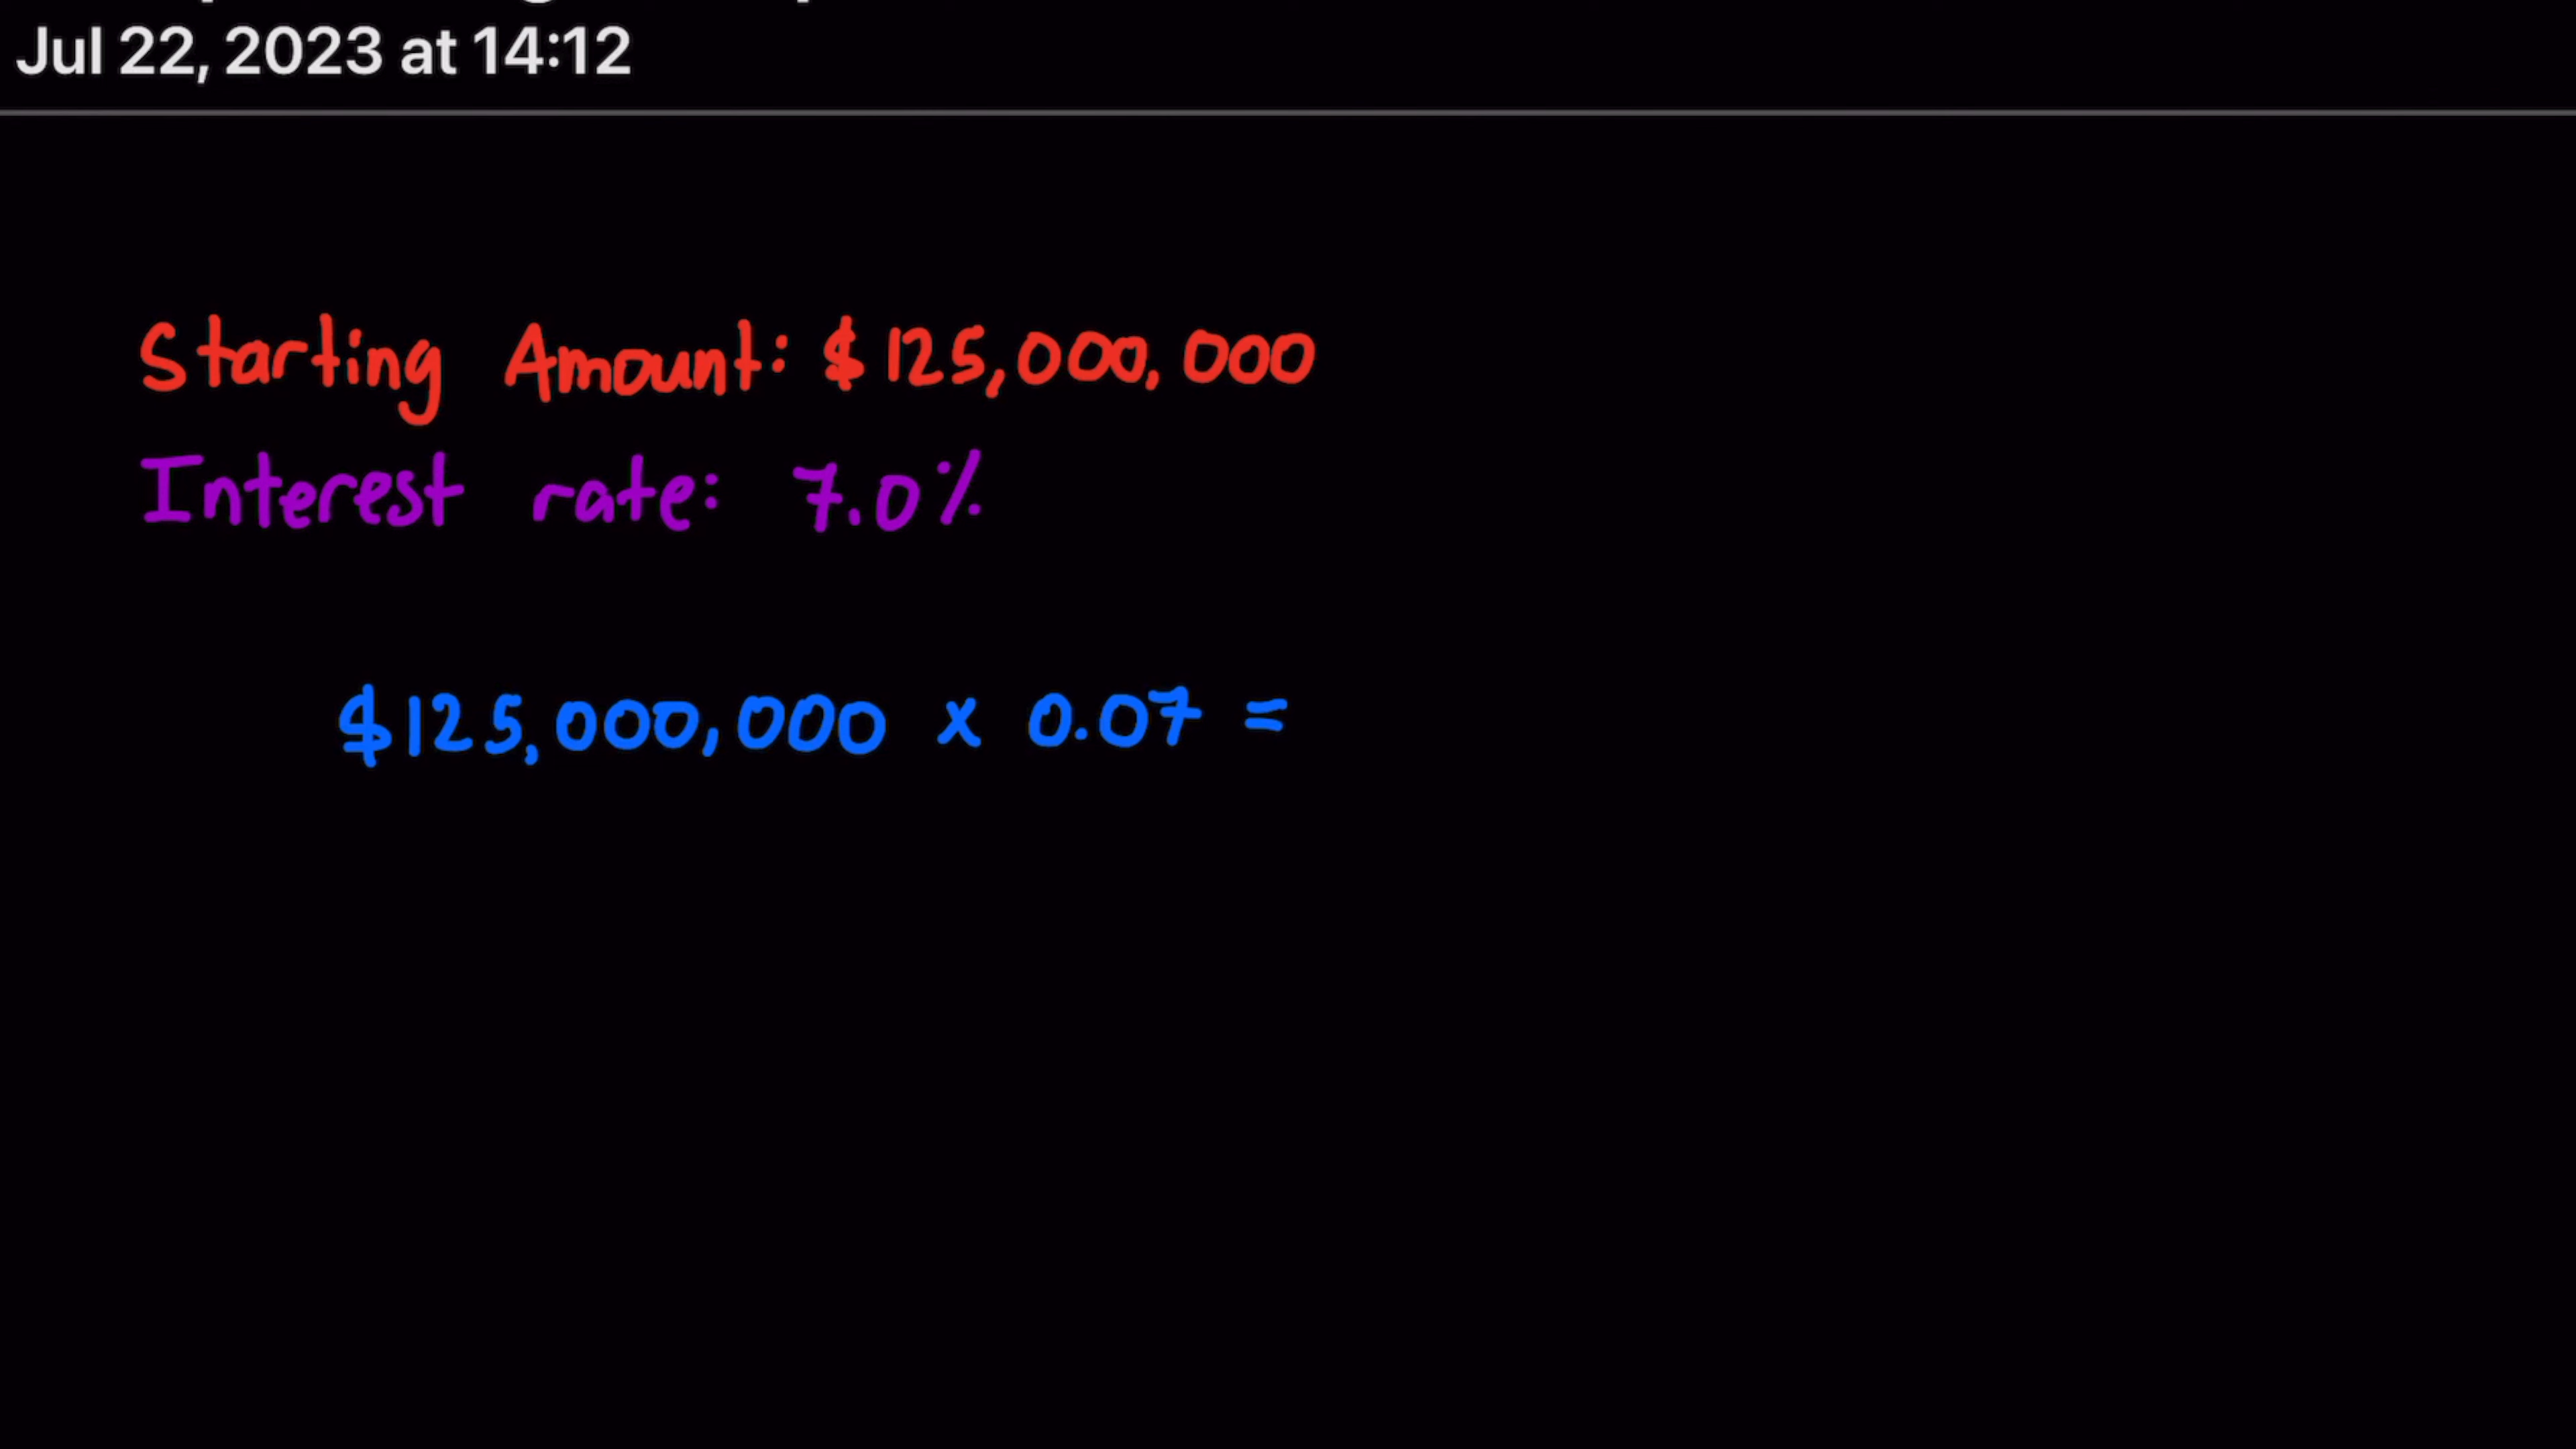 Jul 22, 2023 at 14:12
Starting Amount: $125,000,000
Interest rate: 7.0%
$125,000,000 x 0.07 =